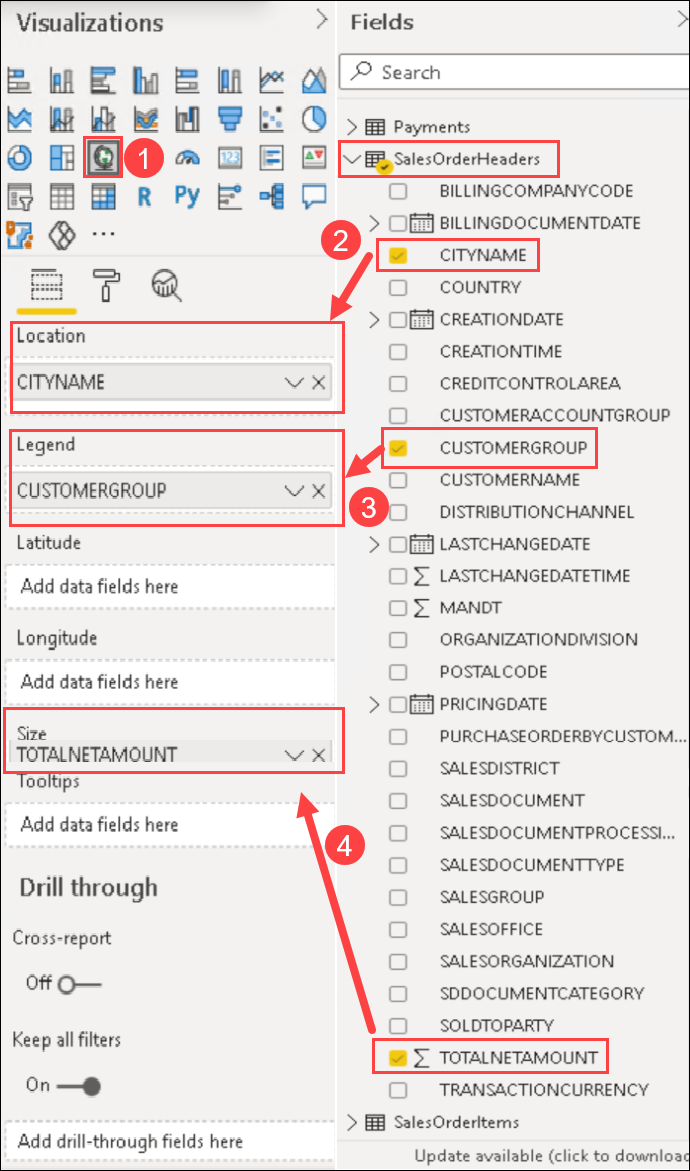 Visualizations
1
123
R
Py
...
2
Location
CITYNAME
Legend
CUSTOMERGROUP
3
Latitude
Add data fields here
Longitude
Add data fields here
Size
TOTALNETAMOUNT
Tooltips
Add data fields here
4
Drill through
Cross-report
Off
Keep all filters
On
Add drill-through fields here
Fields
Search
Payments
SalesOrderHeaders
BILLINGCOMPANYCODE
BILLINGDOCUMENTDATE
CITYNAME
COUNTRY
CREATIONDATE
CREATIONTIME
CREDITCONTROLAREA
CUSTOMERACCOUNTGROUP
CUSTOMERGROUP
CUSTOMERNAME
DISTRIBUTIONCHANNEL
LASTCHANGEDATE
∑ LASTCHANGEDATETIME
∑ MANDT
ORGANIZATIONDIVISION
POSTALCODE
PRICINGDATE
PURCHASEORDERBYCUSTOM...
SALESDISTRICT
SALESDOCUMENT
SALESDOCUMENTPROCESSI...
SALESDOCUMENTTYPE
SALESGROUP
SALESOFFICE
SALESORGANIZATION
SDDOCUMENTCATEGORY
SOLDTOPARTY
∑ TOTALNETAMOUNT
TRANSACTIONCURRENCY
SalesOrderItems
Update available (click to download